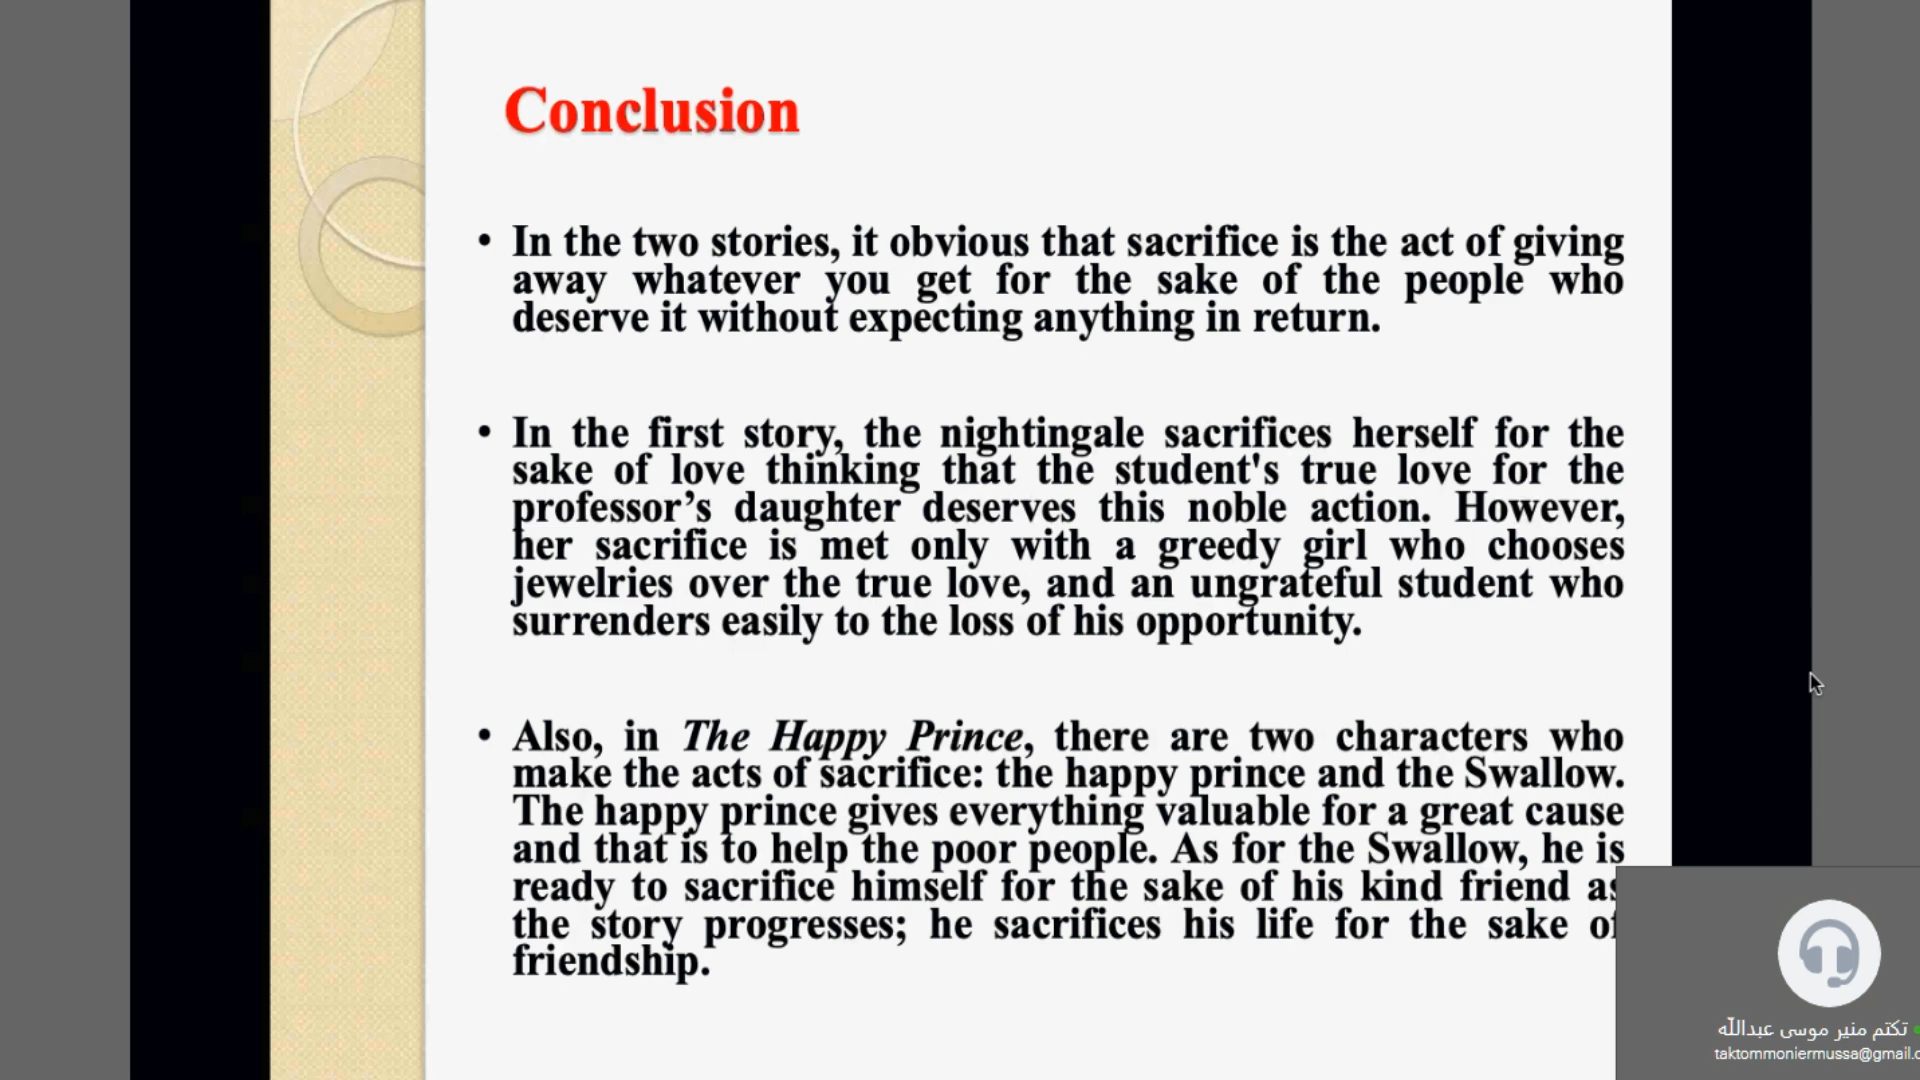 Conclusion
• In the two stories, it obvious that sacrifice is the act of giving
away whatever you get for the sake of the people who
deserve it without expecting anything in return.
• In the first story, the nightingale sacrifices herself for the
sake of love thinking that the student's true love for the
professor’s daughter deserves this noble action. However,
her sacrifice is met only with a greedy girl who chooses
jewelries over the true love, and an ungrateful student who
surrenders easily to the loss of his opportunity.
• Also, in The Happy Prince, there are two characters who
make the acts of sacrifice: the happy prince and the Swallow.
The happy prince gives everything valuable for a great cause
and that is to help the poor people. As for the Swallow, he is
ready to sacrifice himself for the sake of his kind friend as
the story progresses; he sacrifices his life for the sake of
friendship.
تكتم منير موسى عبدالله
taktommoniermussa@gmail.c